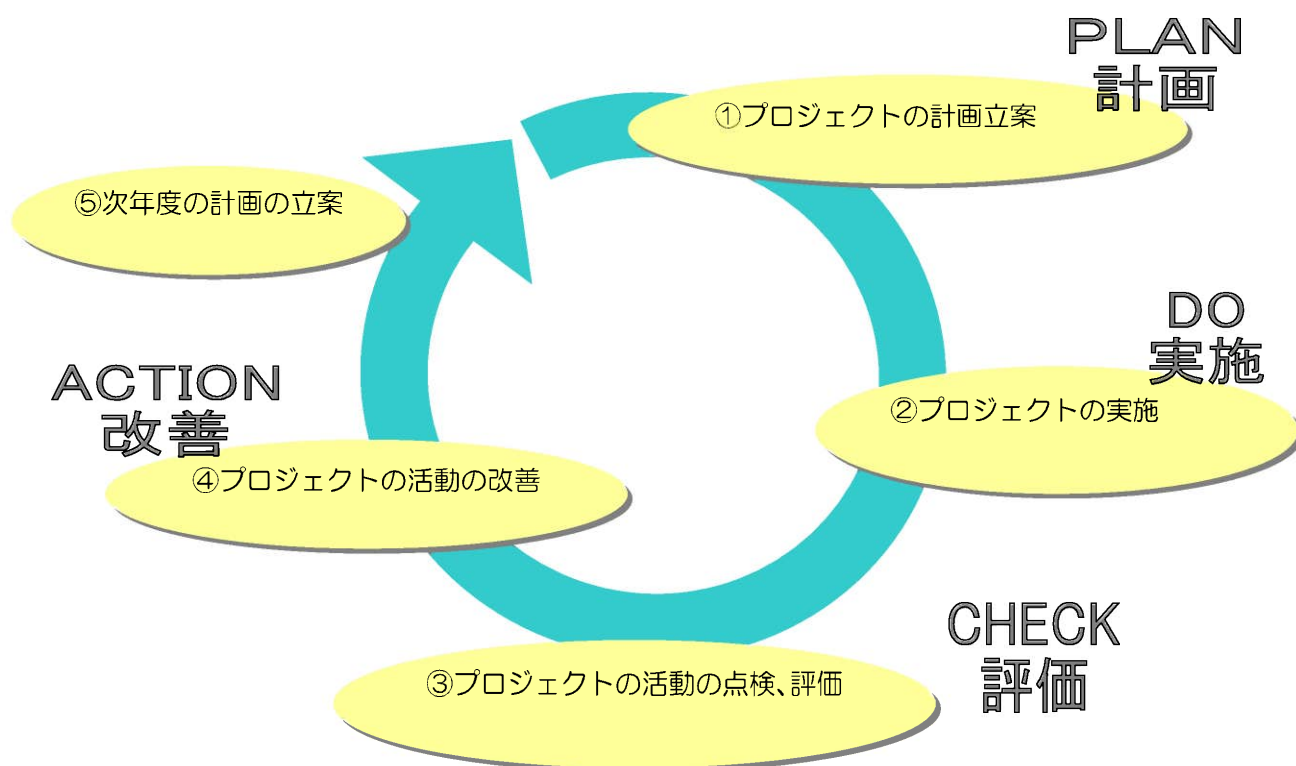 PLAN
計画
①プロジェクトの計画立案
DO
実施
②プロジェクトの実施
CHECK
評価
③プロジェクトの活動の点検、評価
ACTION
改善
④プロジェクトの活動の改善
⑤次年度の計画の立案